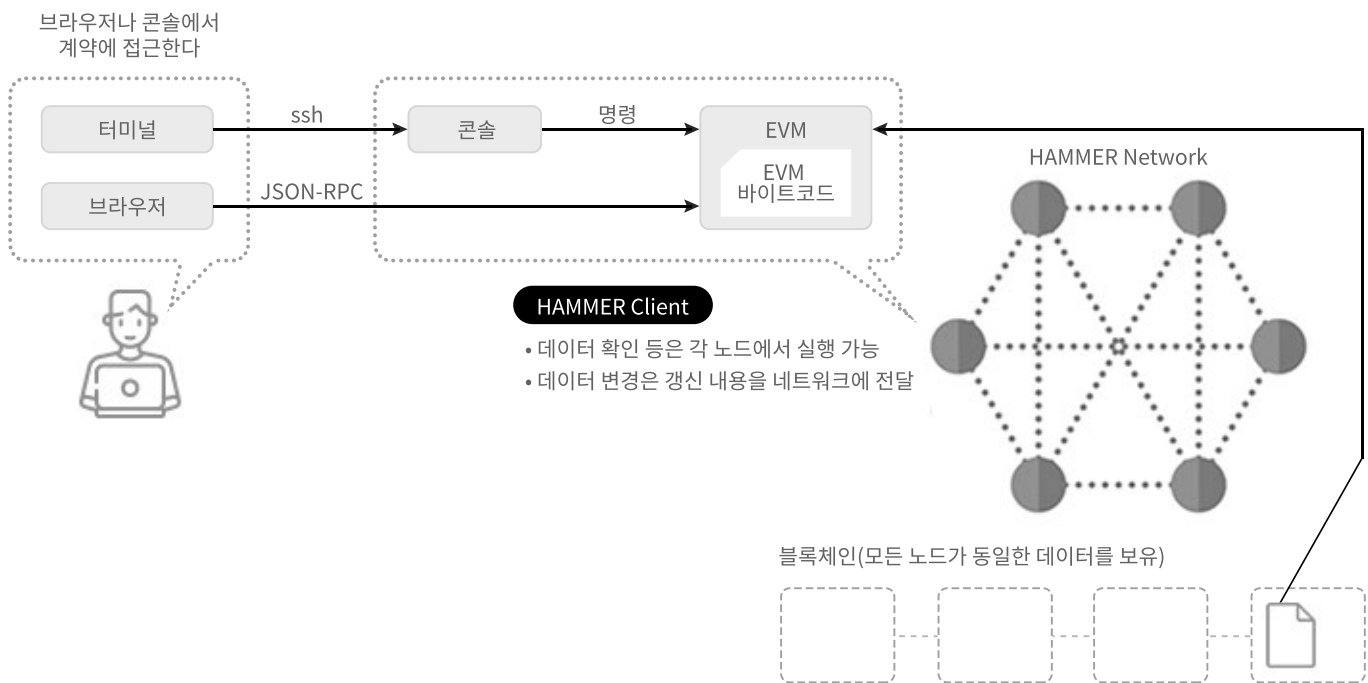 브라우저나 콘솔에서
계약에 접근한다
터미널
ssh
콘솔
명령
EVM
EVM
바이트코드
브라우저
JSON-RPC
HAMMER Network
HAMMER Client
• 데이터 확인 등은 각 노드에서 실행 가능
• 데이터 변경은 갱신 내용을 네트워크에 전달
블록체인(모든 노드가 동일한 데이터를 보유)